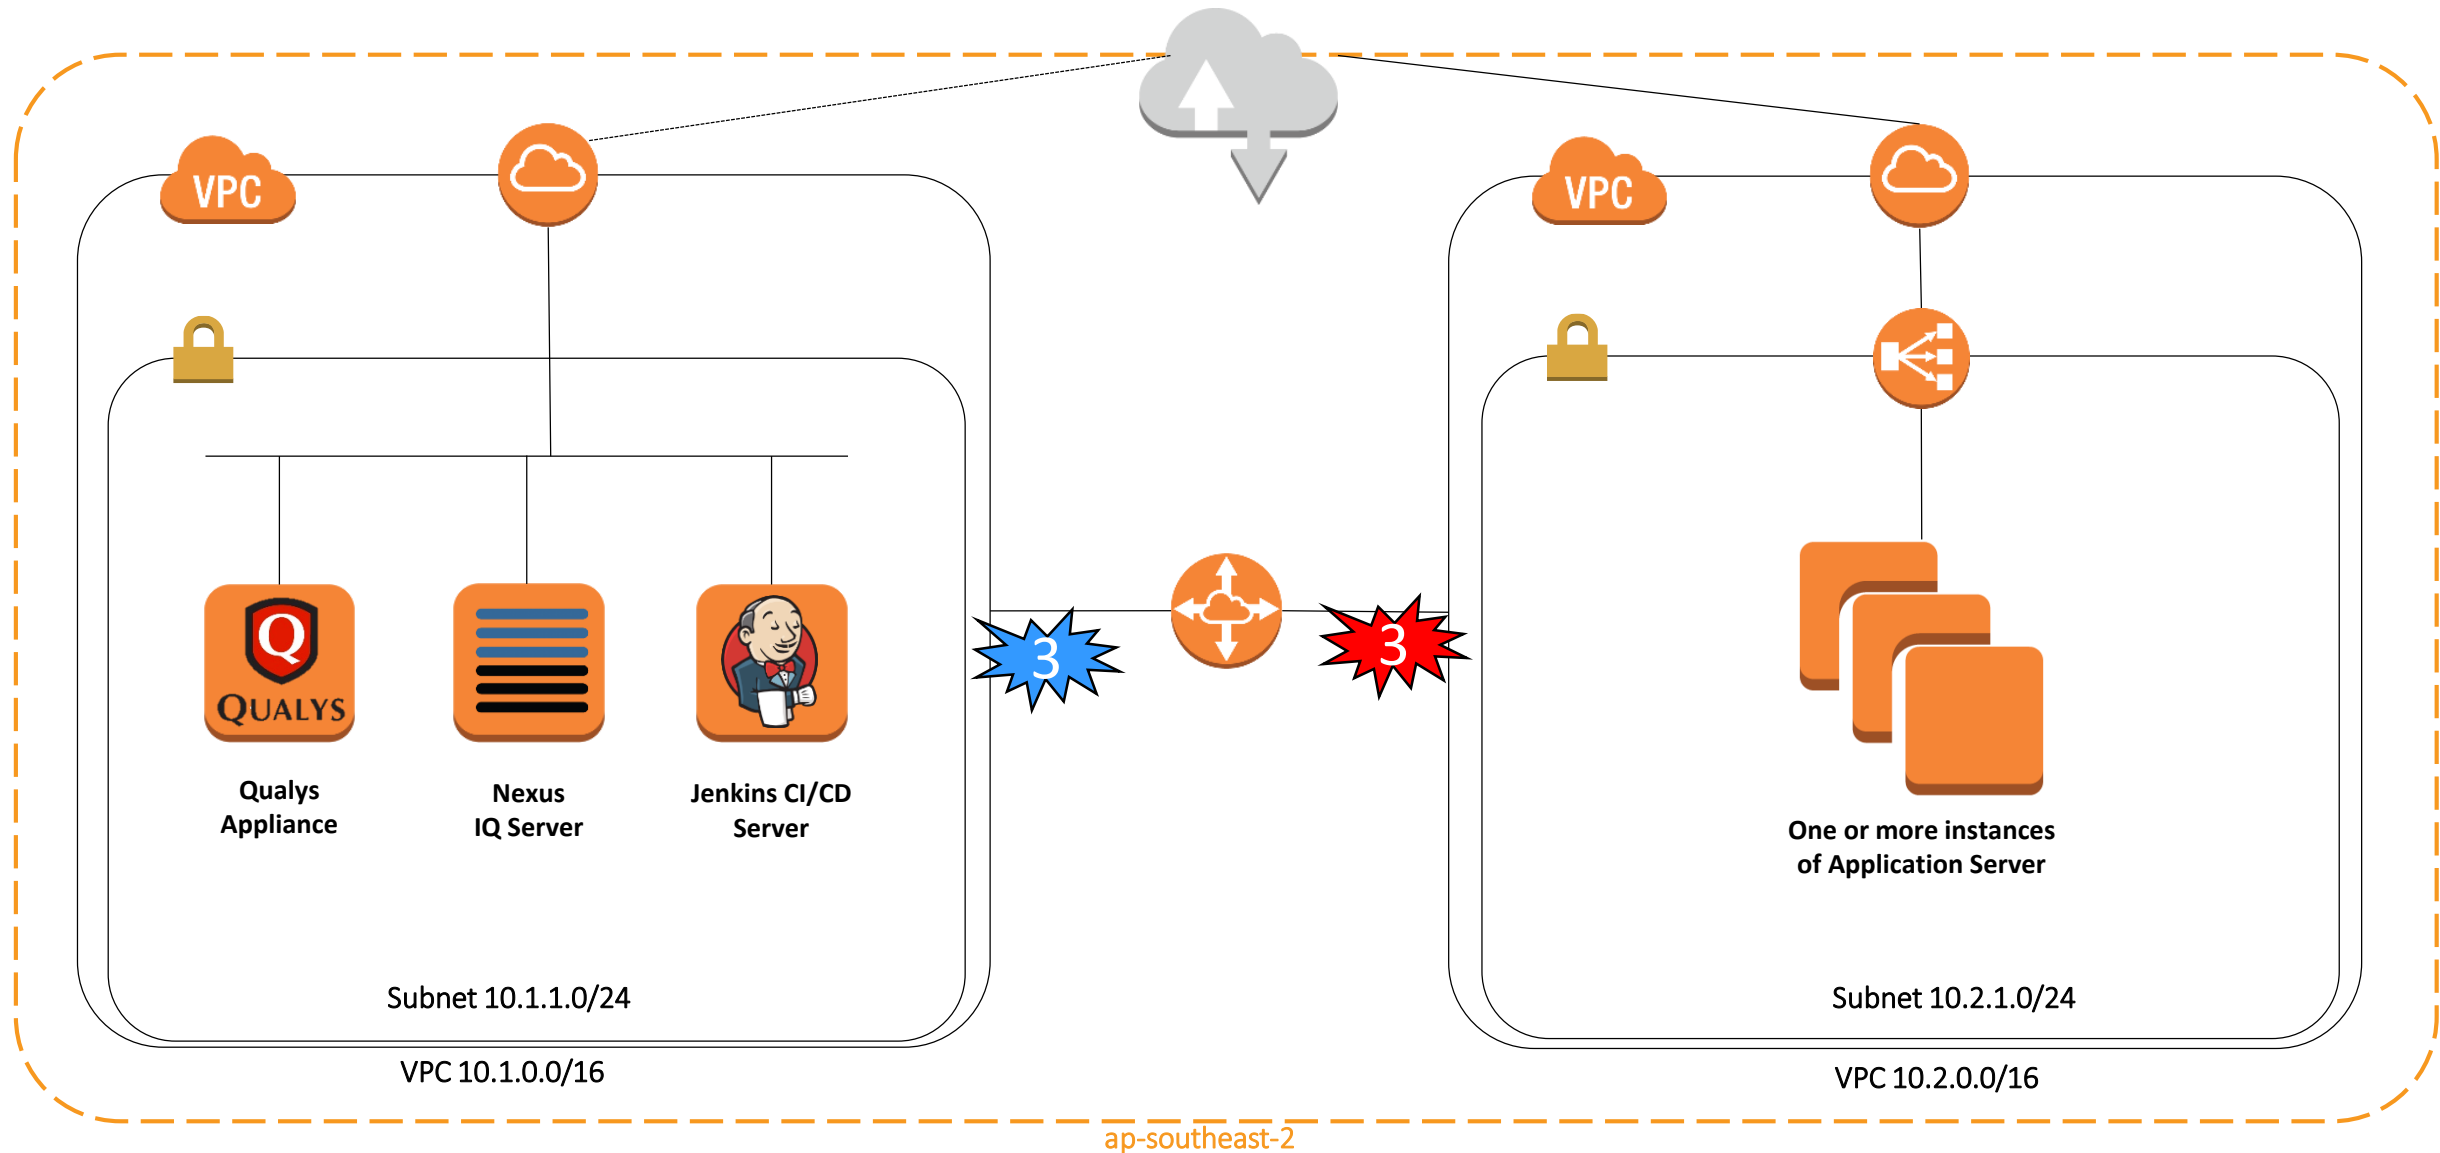 VPC
VPC
Q
QUALYS
3
3
Qualys
Appliance
Nexus
IQ Server
Jenkins CI/CD
Server
One or more instances
of Application Server
Subnet 10.1.1.0/24
Subnet 10.2.1.0/24
VPC 10.1.0.0/16
VPC 10.2.0.0/16
ap-southeast-2